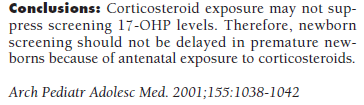 Conclusions: Corticosteroid exposure may not sup-
press screening 17-OHP levels. Therefore, newborn
screening should not be delayed in premature new-
borns because of antenatal exposure to corticosteroids.
Arch Pediatr Adolesc Med. 2001;155:1038-1042